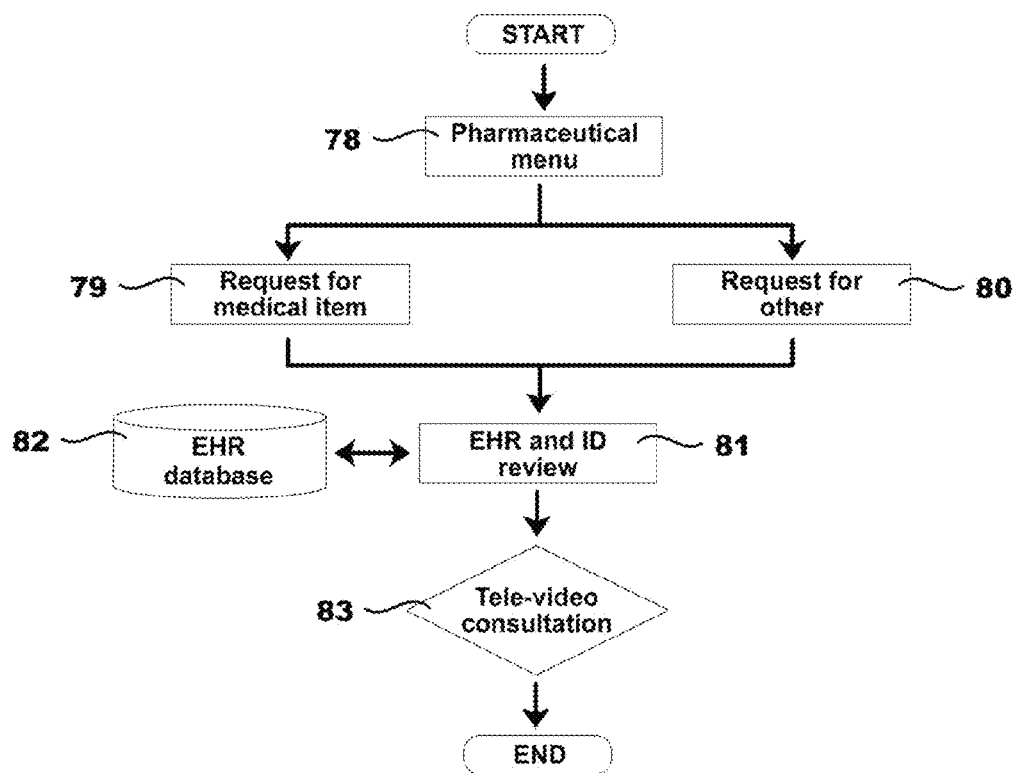 START
78
Pharmaceutical
menu
79
Request for
medical item
Request for
other
80
82
EHR
database
EHR and ID
review
81
83
Tele-video
consultation
END